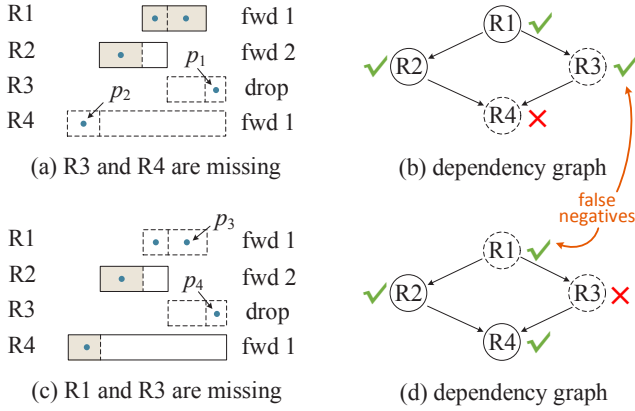 R1 fwd 1
R2 fwd 2
p1
R3 drop
p2
R4 fwd 1
(a) R3 and R4 are missing
R1
R2 R3
R4
(b) dependency graph
false
negatives
R1 p3 fwd 1
R2 fwd 2
p4
R3 drop
R4 fwd 1
(c) R1 and R3 are missing
R1
R2 R3
R4
(d) dependency graph